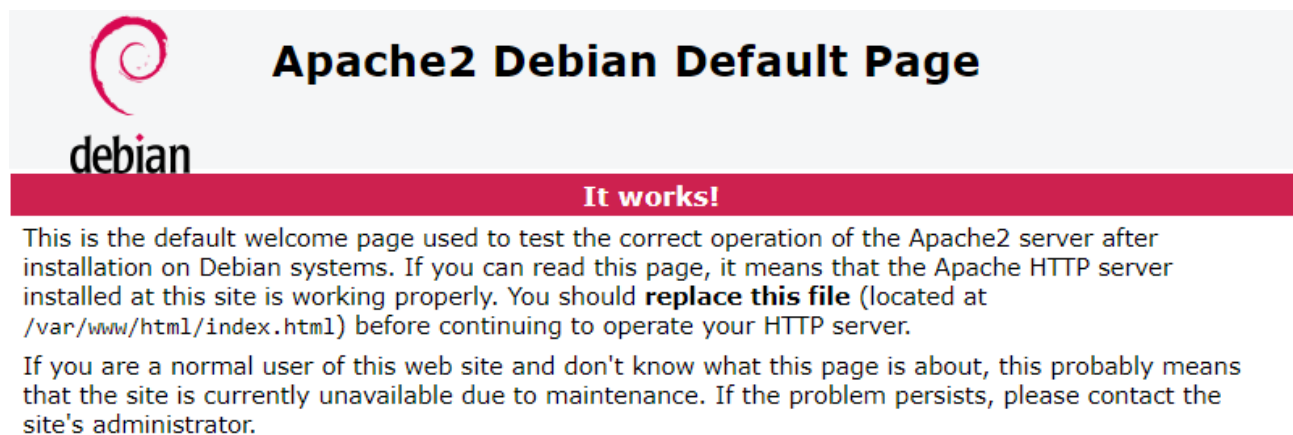 Apache2 Debian Default Page
debian
It works!
This is the default welcome page used to test the correct operation of the Apache2 server after
installation on Debian systems. If you can read this page, it means that the Apache HTTP server
installed at this site is working properly. You should replace this file (located at
/var/www/html/index.html) before continuing to operate your HTTP server.
If you are a normal user of this web site and don't know what this page is about, this probably means
that the site is currently unavailable due to maintenance. If the problem persists, please contact the
site's administrator.